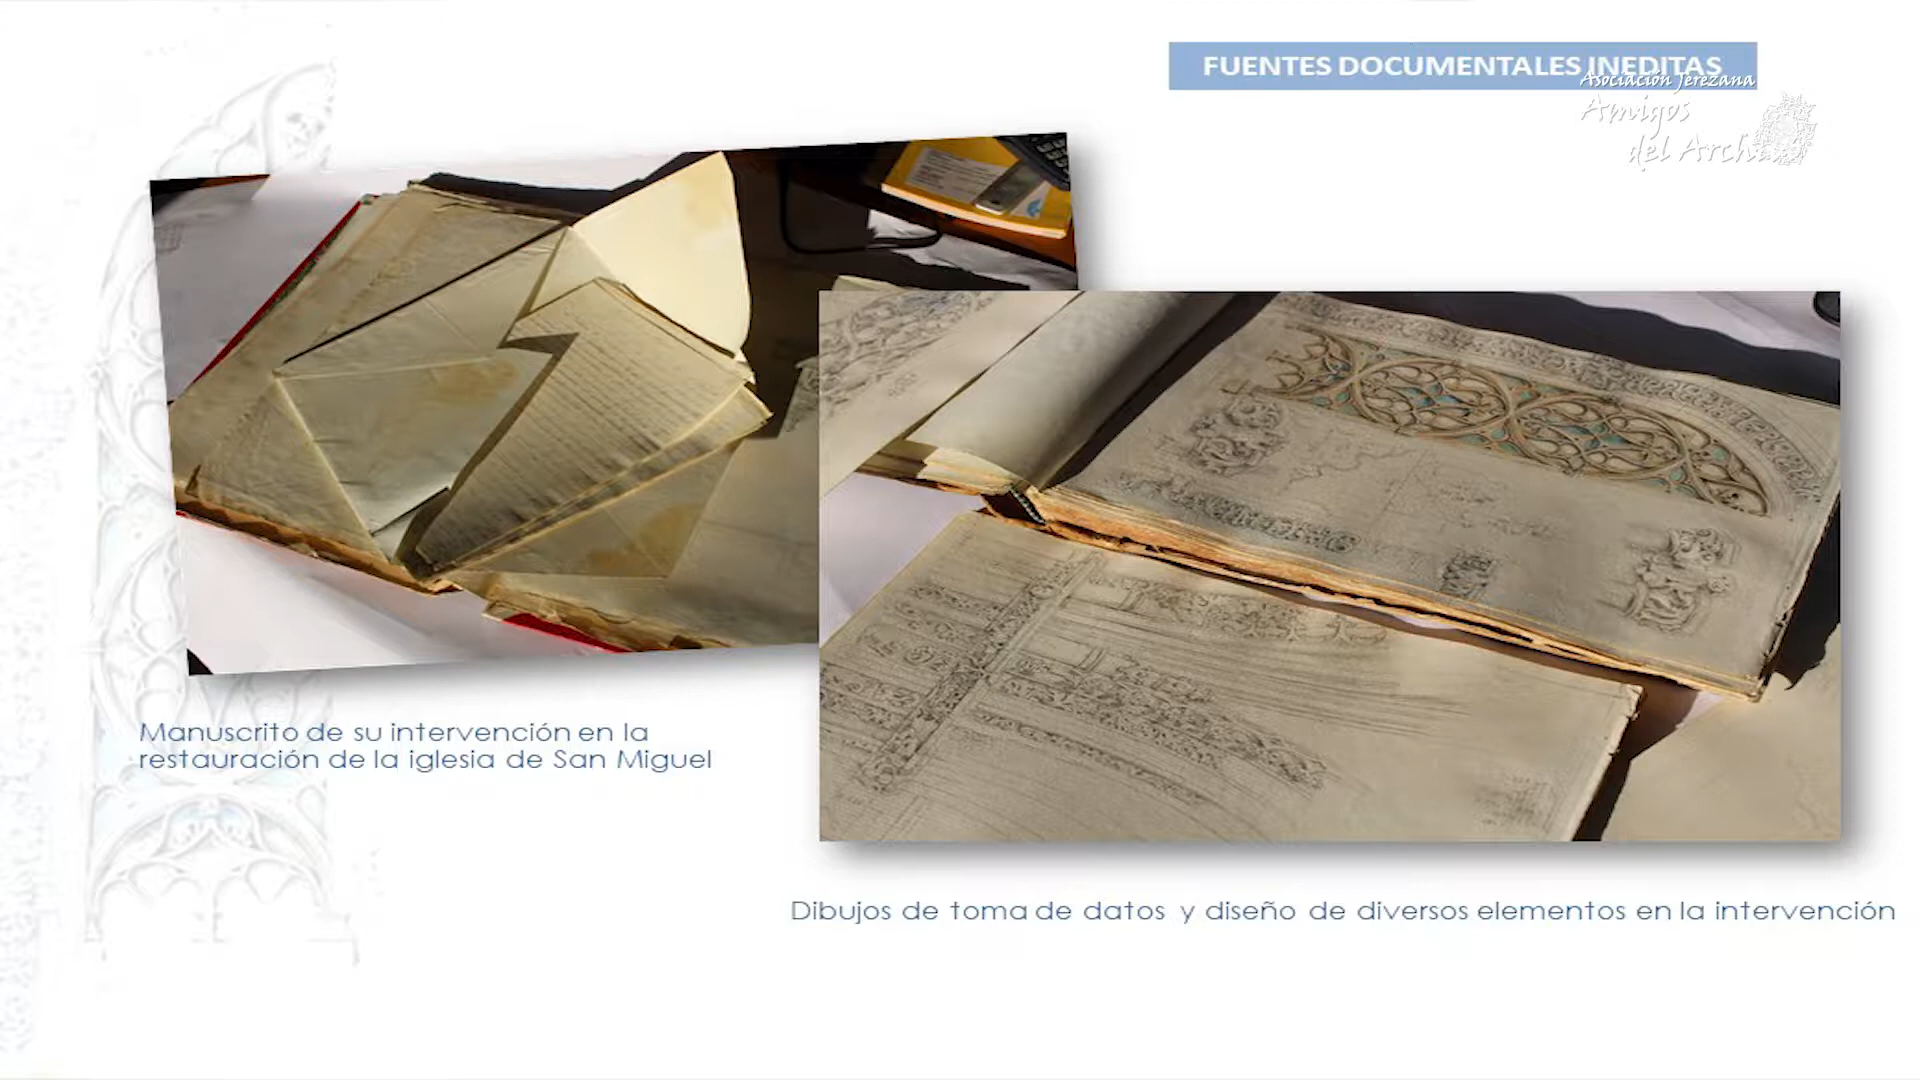 FUENTES DOCUMENTALES INEDITAS
Asociación Jerezana
Amigos
del
Manuscrito de su intervención en la
restauración de la iglesia de San Miguel
Dibujos de toma de datos y diseño de diversos elementos en la intervención